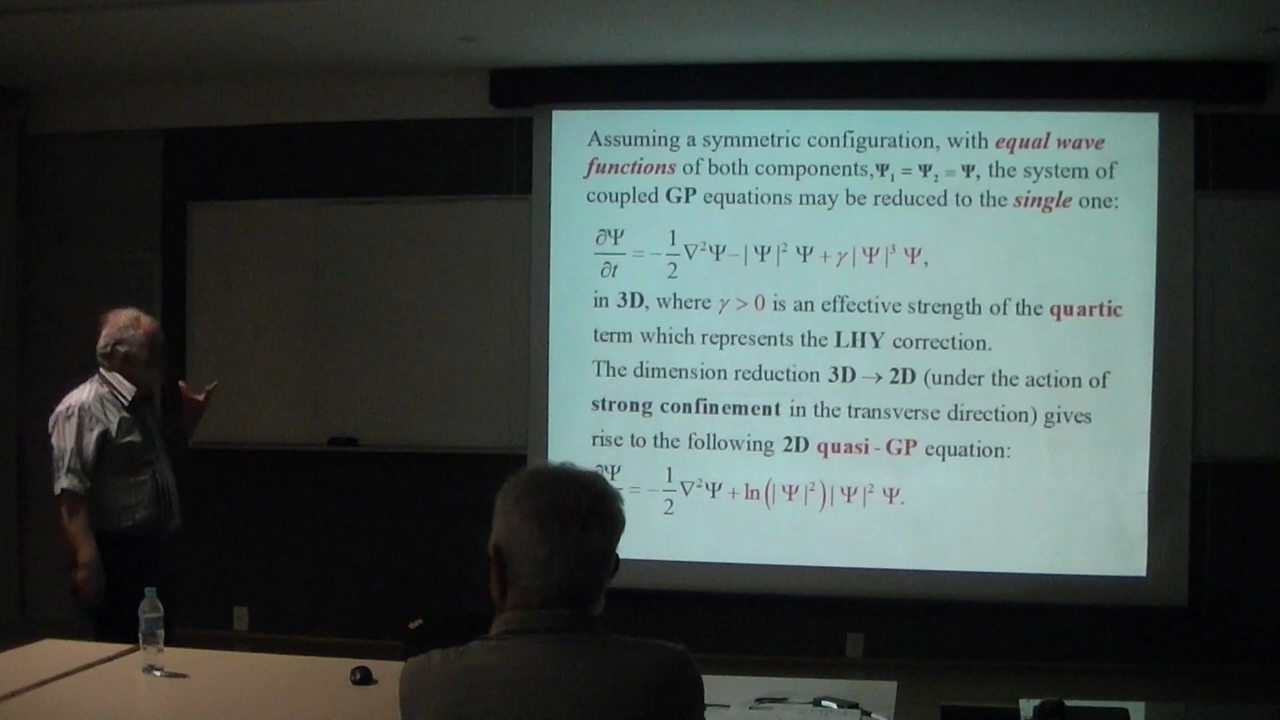 Assuming a symmetric configuration, with equal wave
functions of both components, Ψ₁ = Ψ₂ = Ψ, the system of
coupled GP equations may be reduced to the single one:
∂Ψ/∂t = −1/2 ∇²Ψ − |Ψ|² Ψ + γ|Ψ|³ Ψ,
in 3D, where γ > 0 is an effective strength of the quartic
term which represents the LHY correction.
The dimension reduction 3D → 2D (under the action of
strong confinement in the transverse direction) gives
rise to the following 2D quasi - GP equation:
∂Ψ = −1/2 ∇²Ψ + ln(|Ψ|²)|Ψ|² Ψ.